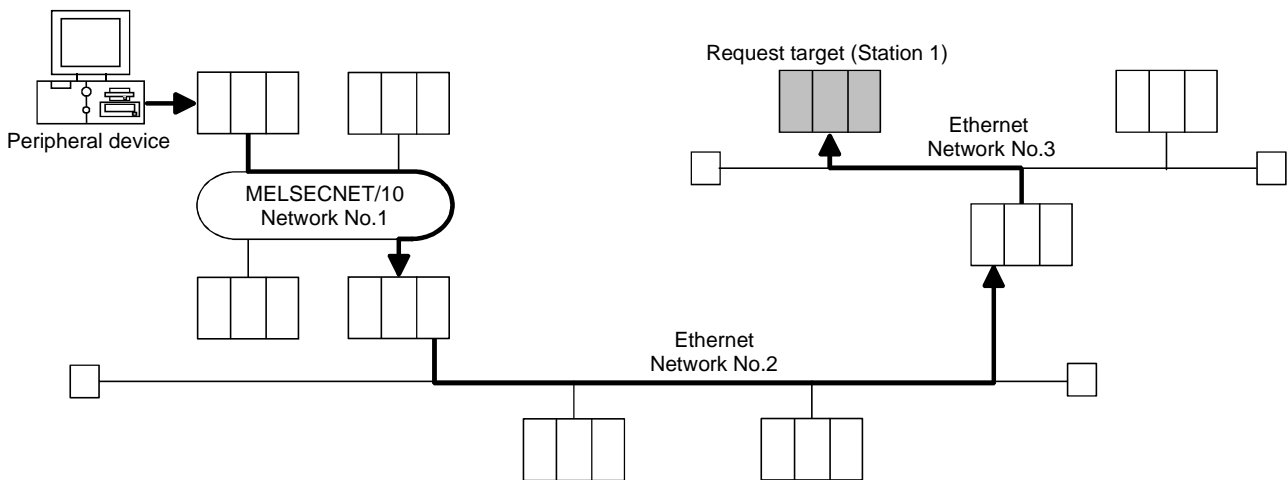 Request target (Station 1)
Peripheral device
Ethernet
Network No.3
MELSECNET/10
Network No.1
Ethernet
Network No.2